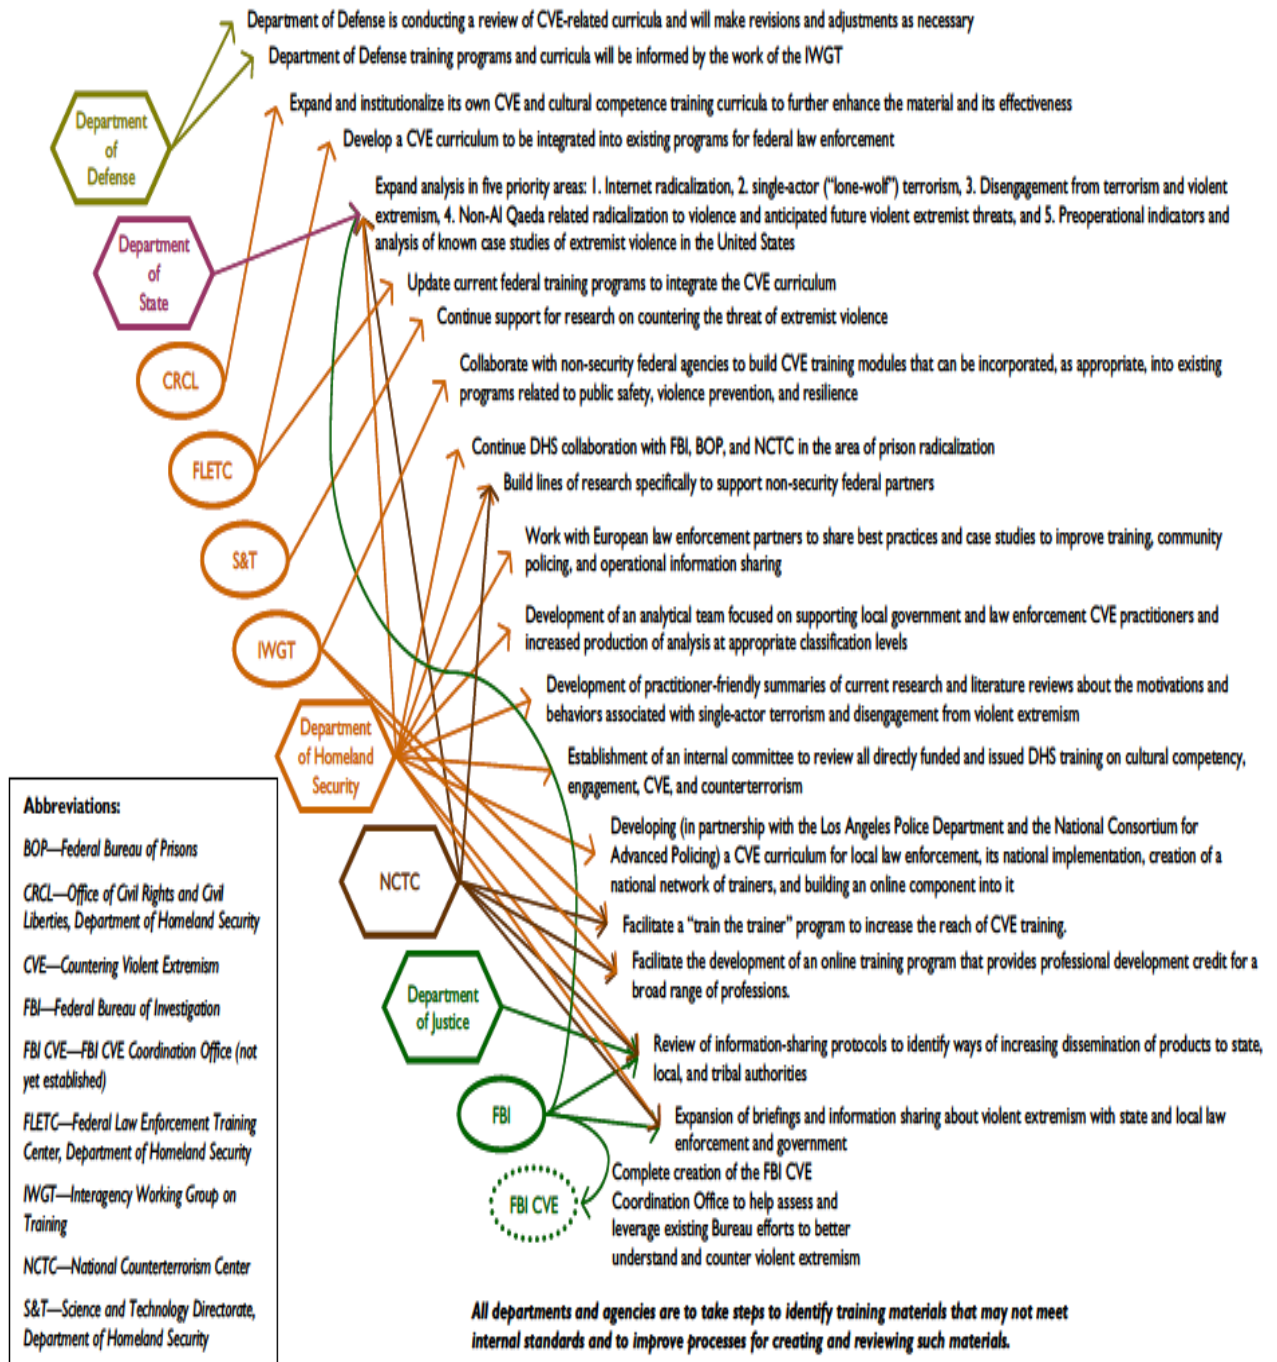 Department of Defense is conducting a review of CVE-related curricula and will make revisions and adjustments as necessary
Department of Defense training programs and curricula will be informed by the work of the IWGT
Department
of
Defense
Expand and institutionalize its own CVE and cultural competence training curricula to further enhance the material and its effectiveness
Develop a CVE curriculum to be integrated into existing programs for federal law enforcement
Expand analysis in five priority areas: 1. Internet radicalization, 2. single-actor (“lone-wolf”) terrorism, 3. Disengagement from terrorism and violent
extremism, 4. Non-Al Qaeda related radicalization to violence and anticipated future violent extremist threats, and 5. Preoperational indicators and
analysis of known case studies of extremist violence in the United States
Department
of
State
Update current federal training programs to integrate the CVE curriculum
Continue support for research on countering the threat of extremist violence
CRCL
Collaborate with non-security federal agencies to build CVE training modules that can be incorporated, as appropriate, into existing
programs related to public safety, violence prevention, and resilience
FLETC
Continue DHS collaboration with FBI, BOP, and NCTC in the area of prison radicalization
Build lines of research specifically to support non-security federal partners
S&T
Work with European law enforcement partners to share best practices and case studies to improve training, community
policing, and operational information sharing
IWGT
Development of an analytical team focused on supporting local government and law enforcement CVE practitioners and
increased production of analysis at appropriate classification levels
Development of practitioner-friendly summaries of current research and literature reviews about the motivations and
behaviors associated with single-actor terrorism and disengagement from violent extremism
Department
of Homeland
Security
Establishment of an internal committee to review all directly funded and issued DHS training on cultural competency,
engagement, CVE, and counterterrorism
Developing (in partnership with the Los Angeles Police Department and the National Consortium for
Advanced Policing) a CVE curriculum for local law enforcement, its national implementation, creation of a
national network of trainers, and building an online component into it
NCTC
Facilitate a “train the trainer” program to increase the reach of CVE training.
Facilitate the development of an online training program that provides professional development credit for a
broad range of professions.
Department
of Justice
Review of information-sharing protocols to identify ways of increasing dissemination of products to state,
local, and tribal authorities
FBI
Expansion of briefings and information sharing about violent extremism with state and local law
enforcement and government
FBI CVE
Complete creation of the FBI CVE
Coordination Office to help assess and
leverage existing Bureau efforts to better
understand and counter violent extremism
All departments and agencies are to take steps to identify training materials that may not meet
internal standards and to improve processes for creating and reviewing such materials.
Abbreviations:
BOP—Federal Bureau of Prisons
CRCL—Office of Civil Rights and Civil
Liberties, Department of Homeland Security
CVE—Countering Violent Extremism
FBI—Federal Bureau of Investigation
FBI CVE—FBI CVE Coordination Office (not
yet established)
FLETC—Federal Law Enforcement Training
Center, Department of Homeland Security
IWGT—Interagency Working Group on
Training
NCTC—National Counterterrorism Center
S&T—Science and Technology Directorate,
Department of Homeland Security